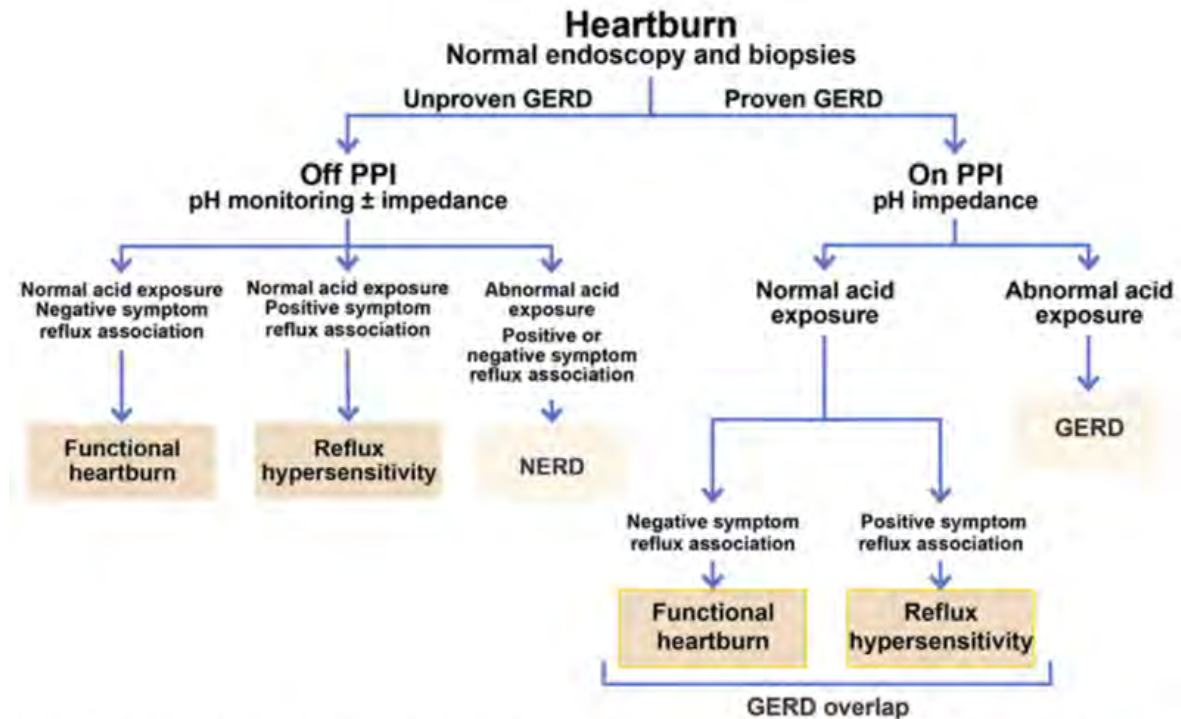 Heartburn
Normal endoscopy and biopsies
Unproven GERD
Proven GERD
Off PPI
pH monitoring ± impedance
On PPI
pH impedance
Normal acid exposure
Negative symptom
reflux association
Normal acid exposure
Positive symptom
reflux association
Abnormal acid
exposure
Positive or
negative symptom
reflux association
Normal acid
exposure
Abnormal acid
exposure
Functional
heartburn
Reflux
hypersensitivity
NERD
GERD
Negative symptom
reflux association
Positive symptom
reflux association
Functional
heartburn
Reflux
hypersensitivity
GERD overlap